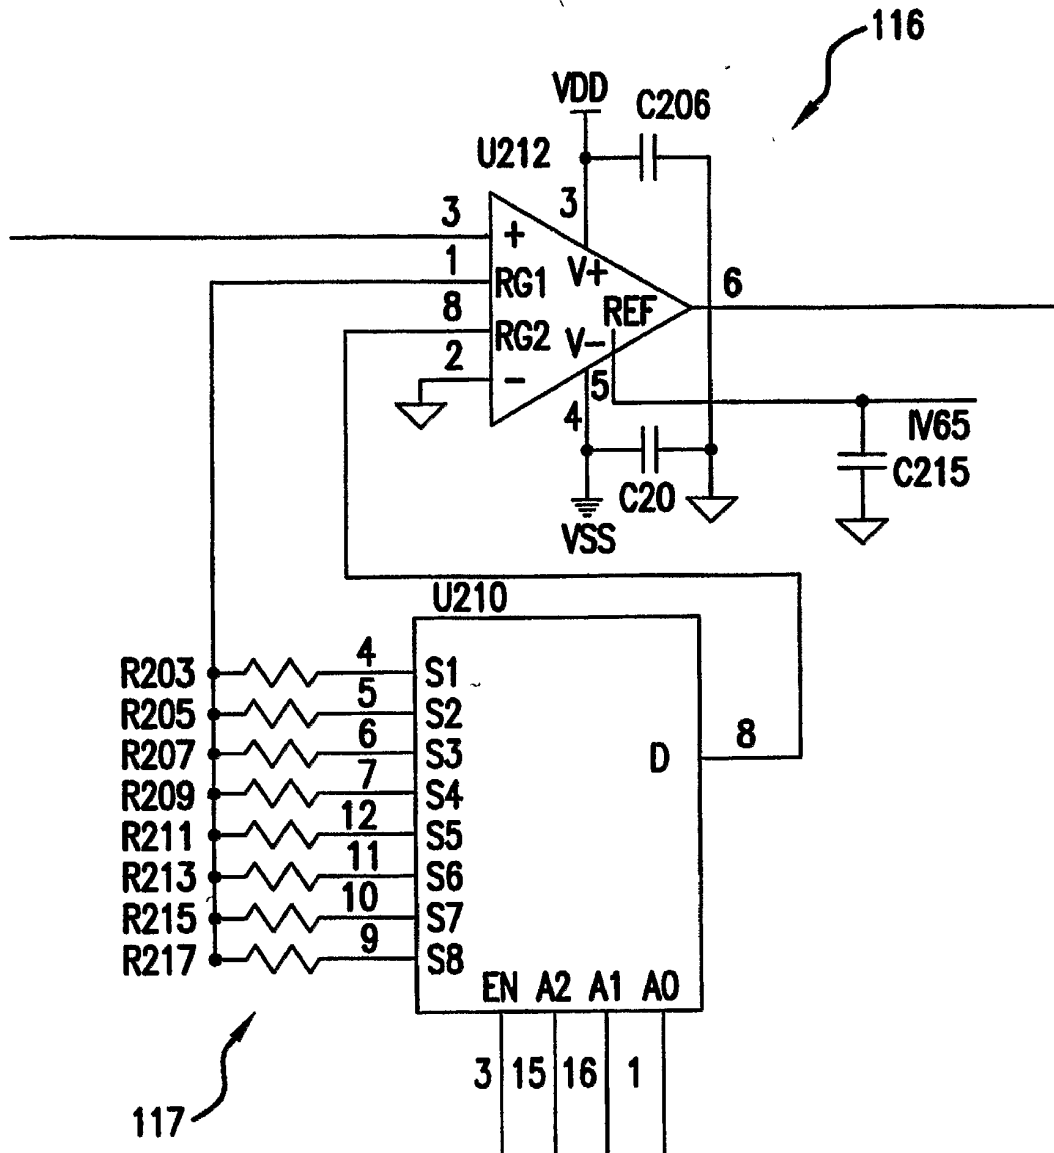 116
VDD
C206
U212
3
3
+
V+
1
RG1
6
8
RG2
REF
V-
2
-
5
4
IV65
C215
C20
VSS
U210
R203 4 S1
R205 5 S2
R207 6 S3
R209 7 S4
R211 12 S5
R213 11 S6
R215 10 S7
R217 9 S8
D 8
EN A2 A1 A0
3 15 16 1
117